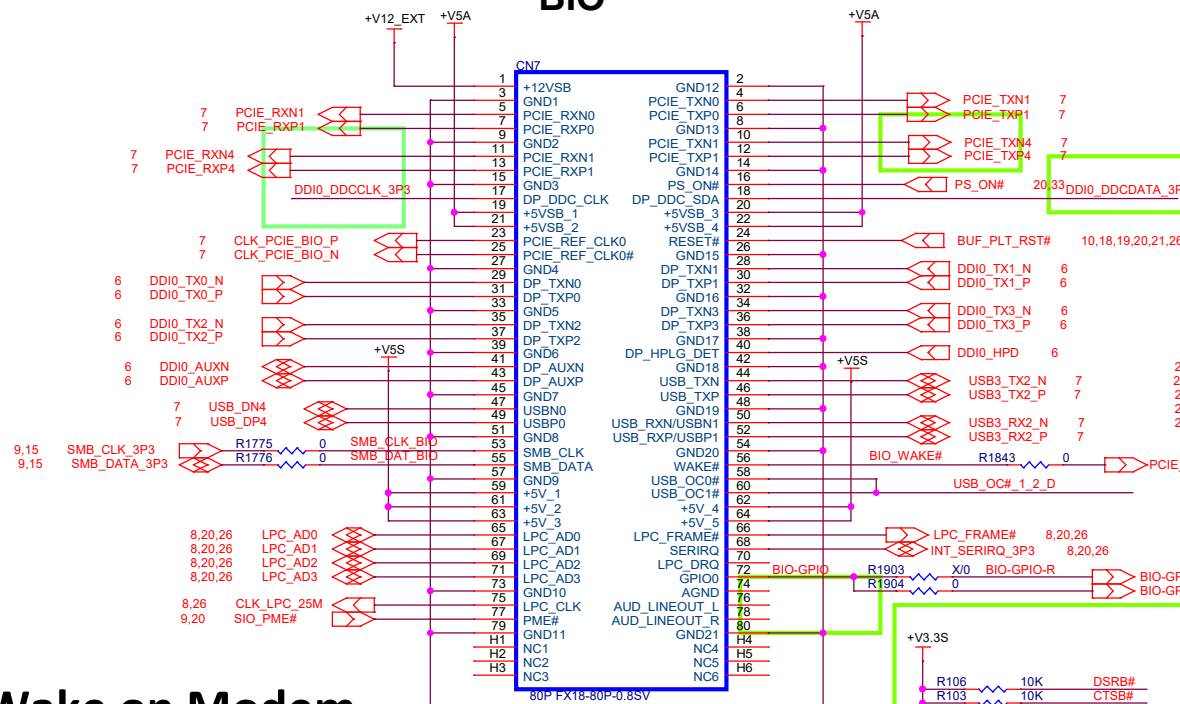 BIO
+V12_EXT +V5A +V5A
CN7
1 +12VSB GND12 2
3 GND1 PCIE_TXN0 4 PCIE_TXN1 7
7 PCIE_RXN1 5 PCIE_RXN0 PCIE_TXP0 6 PCIE_TXP1 7
7 PCIE_RXP1 7 PCIE_RXP0 GND13 8
9 GND2 PCIE_TXN1 10 PCIE_TXN4 7
7 PCIE_RXN4 11 PCIE_RXN1 PCIE_TXP1 12 PCIE_TXP4 7
7 PCIE_RXP4 13 PCIE_RXP1 GND14 14
15 GND3 PS_ON# 16 PS_ON# 20,33
DDI0_DDCCLK_3P3 17 DP_DDC_CLK DP_DDC_SDA 18 DDI0_DDCDATA_3P
19 +5VSB_1 +5VSB_3 20
21 +5VSB_2 +5VSB_4 22
7 CLK_PCIE_BIO_P 23 PCIE_REF_CLK0 RESET# 24 BUF_PLT_RST# 10,18,19,20,21,26
7 CLK_PCIE_BIO_N 25 PCIE_REF_CLK0# GND15 26
27 GND4 DP_TXN1 28 DDI0_TX1_N 6
6 DDI0_TX0_N 29 DP_TXN0 DP_TXP1 30 DDI0_TX1_P 6
6 DDI0_TX0_P 31 DP_TXP0 GND16 32
33 GND5 DP_TXN3 34 DDI0_TX3_N 6
6 DDI0_TX2_N 35 DP_TXN2 DP_TXP3 36 DDI0_TX3_P 6
6 DDI0_TX2_P 37 DP_TXP2 GND17 38
+V5S 39 GND6 DP_HPLG_DET 40 DDI0_HPD 6
6 DDI0_AUXN 41 DP_AUXN GND18 42 +V5S 2
6 DDI0_AUXP 43 DP_AUXP USB_TXN 44 USB3_TX2_N 7 2
45 GND7 USB_TXP 46 USB3_TX2_P 7 2
7 USB_DN4 47 USBN0 GND19 48 2
7 USB_DP4 49 USBP0 USB_RXN/USBN1 50 USB3_RX2_N 7 2
51 GND8 USB_RXP/USBP1 52 USB3_RX2_P 7
9,15 SMB_CLK_3P3 R1775 0 SMB_CLK_BIO 53 SMB_CLK GND20 54
9,15 SMB_DATA_3P3 R1776 0 SMB_DAT_BIO 55 SMB_DATA WAKE# 56 BIO_WAKE# R1843 0 PCIE_
57 GND9 USB_OC0# 58
59 +5V_1 USB_OC1# 60 USB_OC#_1_2_D
61 +5V_2 +5V_4 62
63 +5V_3 +5V_5 64
8,20,26 LPC_AD0 65 LPC_AD0 LPC_FRAME# 66 LPC_FRAME# 8,20,26
8,20,26 LPC_AD1 67 LPC_AD1 SERIRQ 68 INT_SERIRQ_3P3 8,20,26
8,20,26 LPC_AD2 69 LPC_AD2 LPC_DRQ 70
8,20,26 LPC_AD3 71 LPC_AD3 GPIO0 72 BIO-GPIO R1903 X/0 BIO-GPIO-R BIO-GP
73 GND10 AGND 74 R1904 0 BIO-GP
8,26 CLK_LPC_25M 75 LPC_CLK AUD_LINEOUT_L 76
9,20 SIO_PME# 77 PME# AUD_LINEOUT_R 78
79 GND11 GND21 80
H1 NC1 NC4 H4 +V3.3S
H2 NC2 NC5 H5
H3 NC3 NC6 H6
R106 10K DSRB#
80P FX18-80P-0.8SV R103 10K CTSB#
Wake on Modem